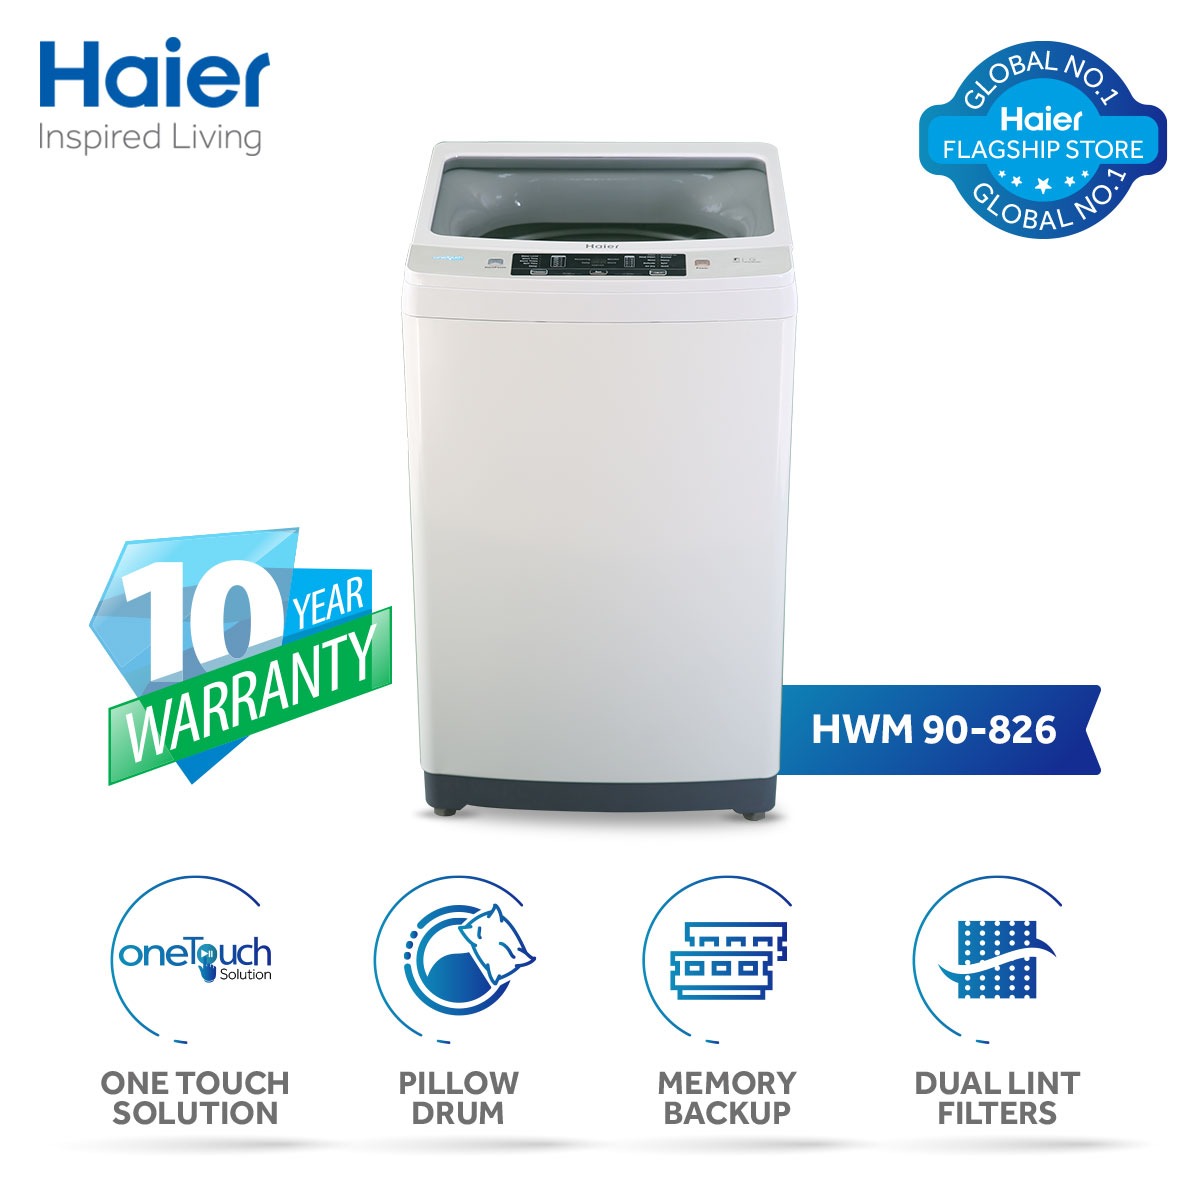 Haier
Inspired Living
GLOBAL NO.1
Haier
FLAGSHIP STORE
GLOBAL NO.1
Haier
10 YEAR
WARRANTY
HWM 90-826
oneTouch
Solution
ONE TOUCH
SOLUTION
PILLOW
DRUM
MEMORY
BACKUP
DUAL LINT
FILTERS